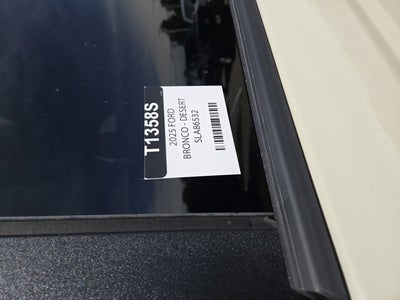 T1358S
2025 FORD
BRONCO - DESERT
SLA86532